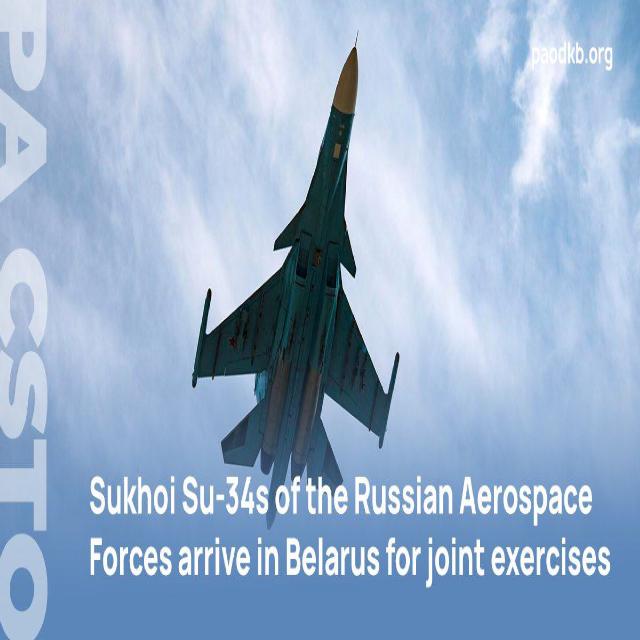 paodkb.org
PA CSTO
Sukhoi Su-34s of the Russian Aerospace
Forces arrive in Belarus for joint exercises